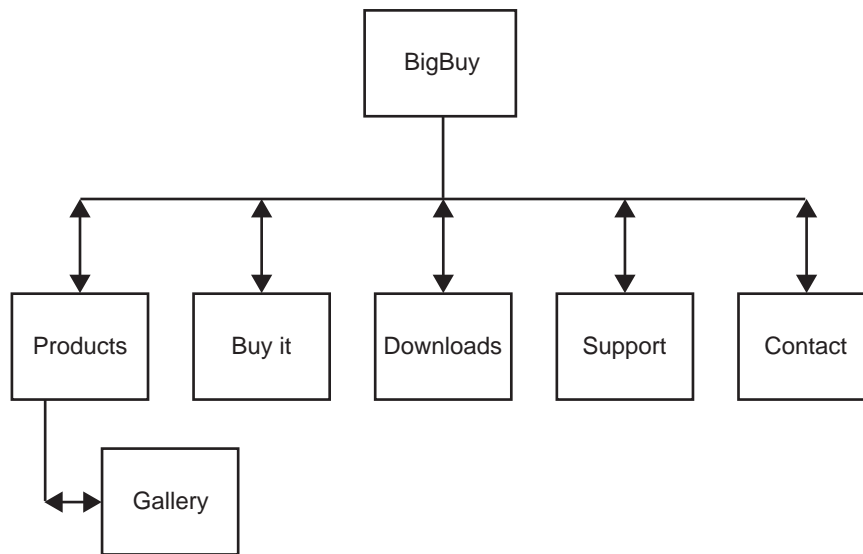 BigBuy
Products
Buy it
Downloads
Support
Contact
Gallery